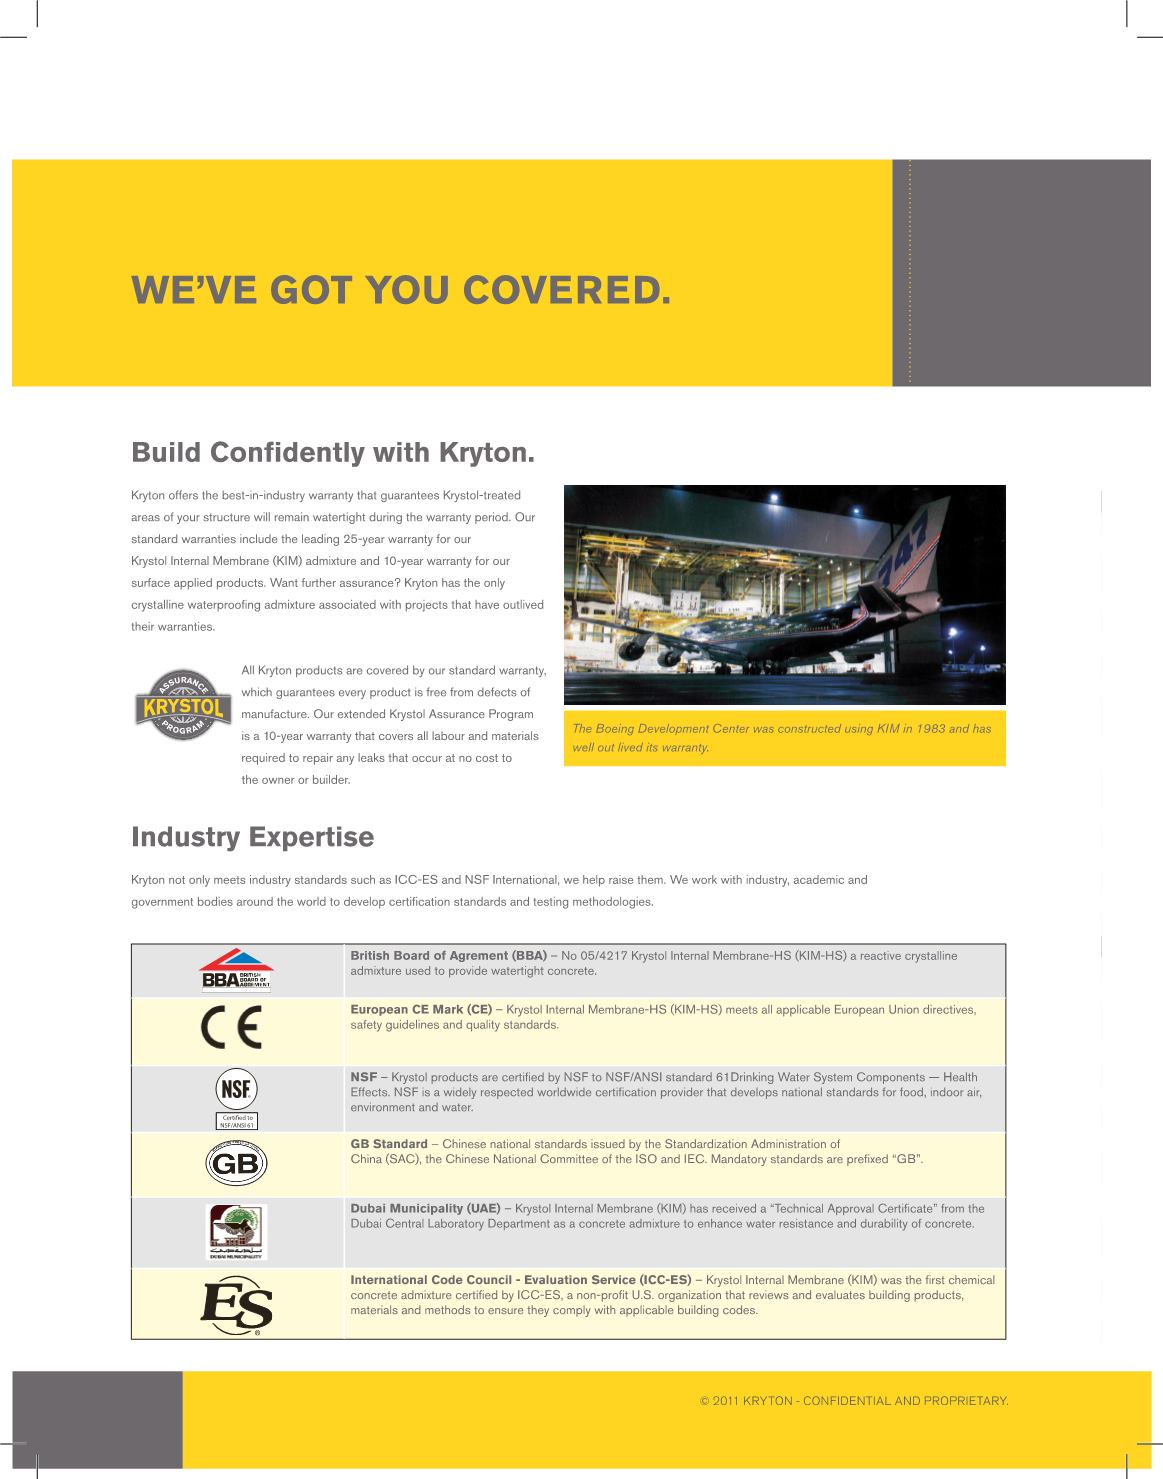 WE’VE GOT YOU COVERED.
Build Confidently with Kryton.
Kryton offers the best-in-industry warranty that guarantees Krystol-treated
areas of your structure will remain watertight during the warranty period. Our
standard warranties include the leading 25-year warranty for our
Krystol Internal Membrane (KIM) admixture and 10-year warranty for our
surface applied products. Want further assurance? Kryton has the only
crystalline waterproofing admixture associated with projects that have outlived
their warranties.
ASSURANCE
KRYSTOL
PROGRAM
All Kryton products are covered by our standard warranty,
which guarantees every product is free from defects of
manufacture. Our extended Krystol Assurance Program
is a 10-year warranty that covers all labour and materials
required to repair any leaks that occur at no cost to
the owner or builder.
747
The Boeing Development Center was constructed using KIM in 1983 and has
well out lived its warranty.
Industry Expertise
Kryton not only meets industry standards such as ICC-ES and NSF International, we help raise them. We work with industry, academic and
government bodies around the world to develop certification standards and testing methodologies.
BBA BRITISH
BOARD OF
AGRÉMENT
British Board of Agrement (BBA) – No 05/4217 Krystol Internal Membrane-HS (KIM-HS) a reactive crystalline
admixture used to provide watertight concrete.
CE
European CE Mark (CE) – Krystol Internal Membrane-HS (KIM-HS) meets all applicable European Union directives,
safety guidelines and quality standards.
NSF
Certified to
NSF/ANSI 61
NSF – Krystol products are certified by NSF to NSF/ANSI standard 61Drinking Water System Components — Health
Effects. NSF is a widely respected worldwide certification provider that develops national standards for food, indoor air,
environment and water.
GB
GB Standard – Chinese national standards issued by the Standardization Administration of
China (SAC), the Chinese National Committee of the ISO and IEC. Mandatory standards are prefixed “GB”.
DUBAI MUNICIPALITY
Dubai Municipality (UAE) – Krystol Internal Membrane (KIM) has received a “Technical Approval Certificate” from the
Dubai Central Laboratory Department as a concrete admixture to enhance water resistance and durability of concrete.
ES®
International Code Council - Evaluation Service (ICC-ES) – Krystol Internal Membrane (KIM) was the first chemical
concrete admixture certified by ICC-ES, a non-profit U.S. organization that reviews and evaluates building products,
materials and methods to ensure they comply with applicable building codes.
© 2011 KRYTON - CONFIDENTIAL AND PROPRIETARY.